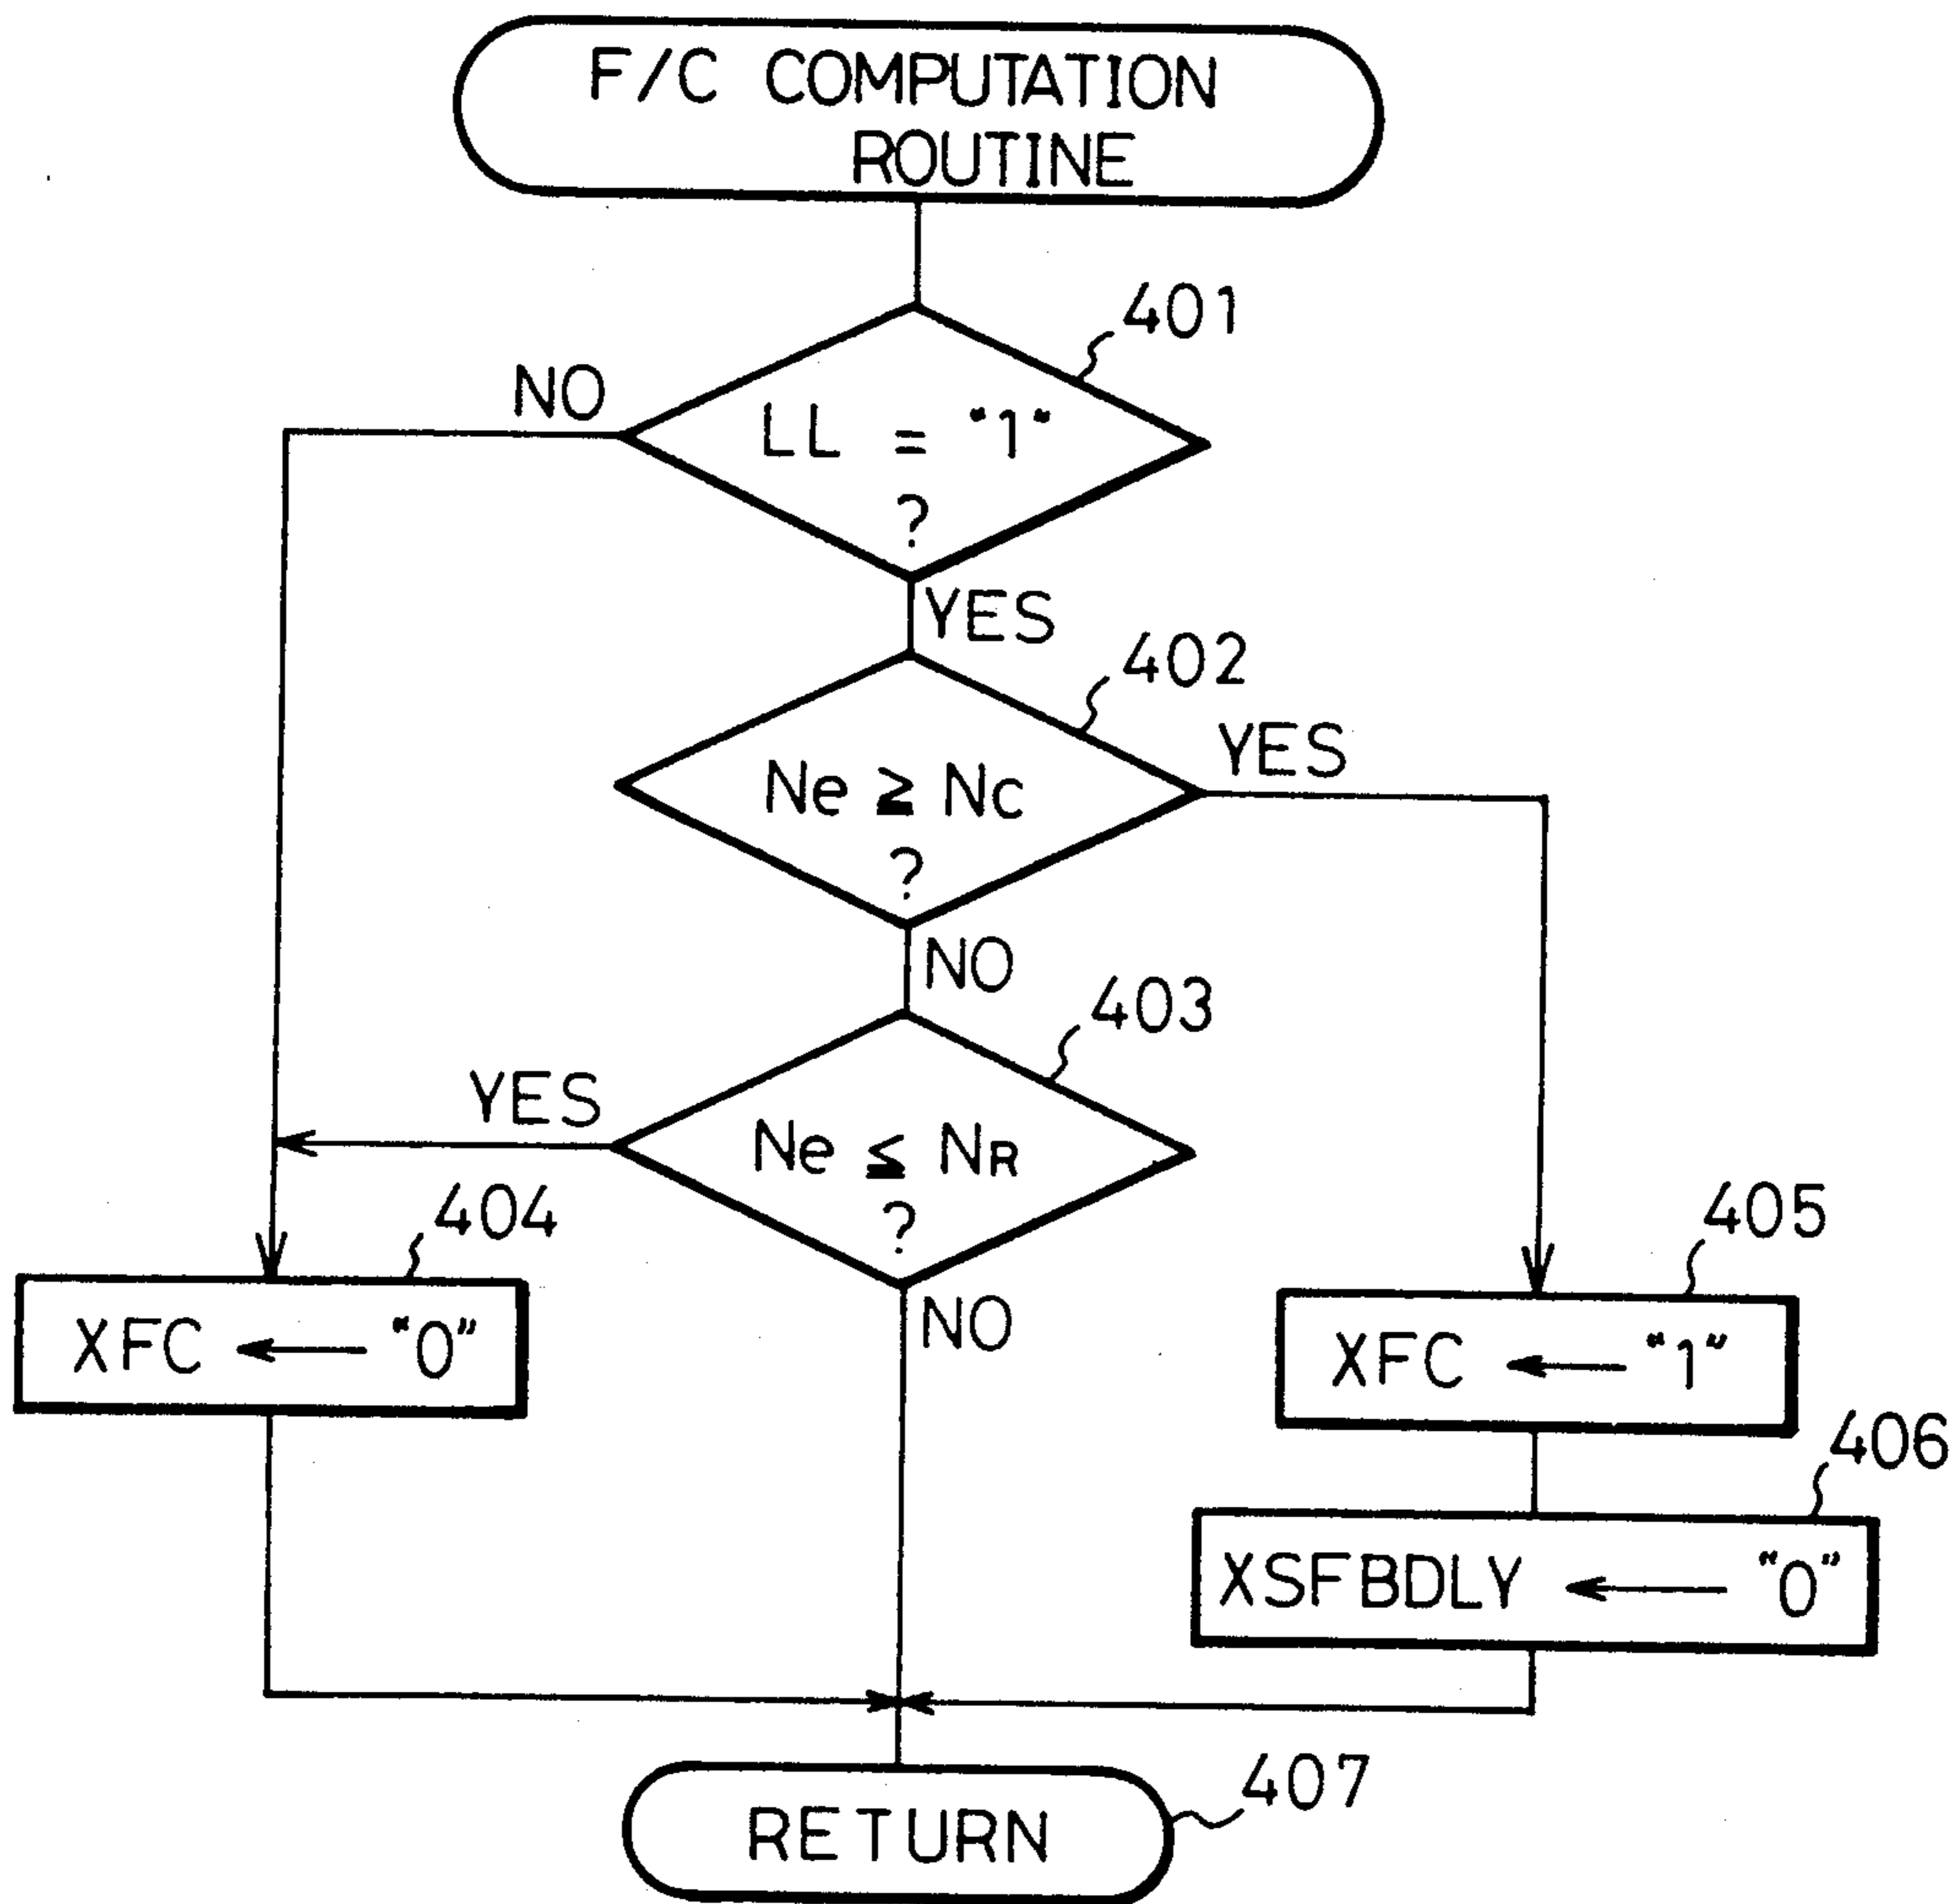 F/C COMPUTATION
ROUTINE
401
NO
LL = "1"
?
YES
402
YES
Ne ≧ Nc
?
NO
403
YES
Ne ≦ NR
?
NO
404
XFC ← "0"
405
XFC ← "1"
406
XSFBDLY ← "0"
407
RETURN